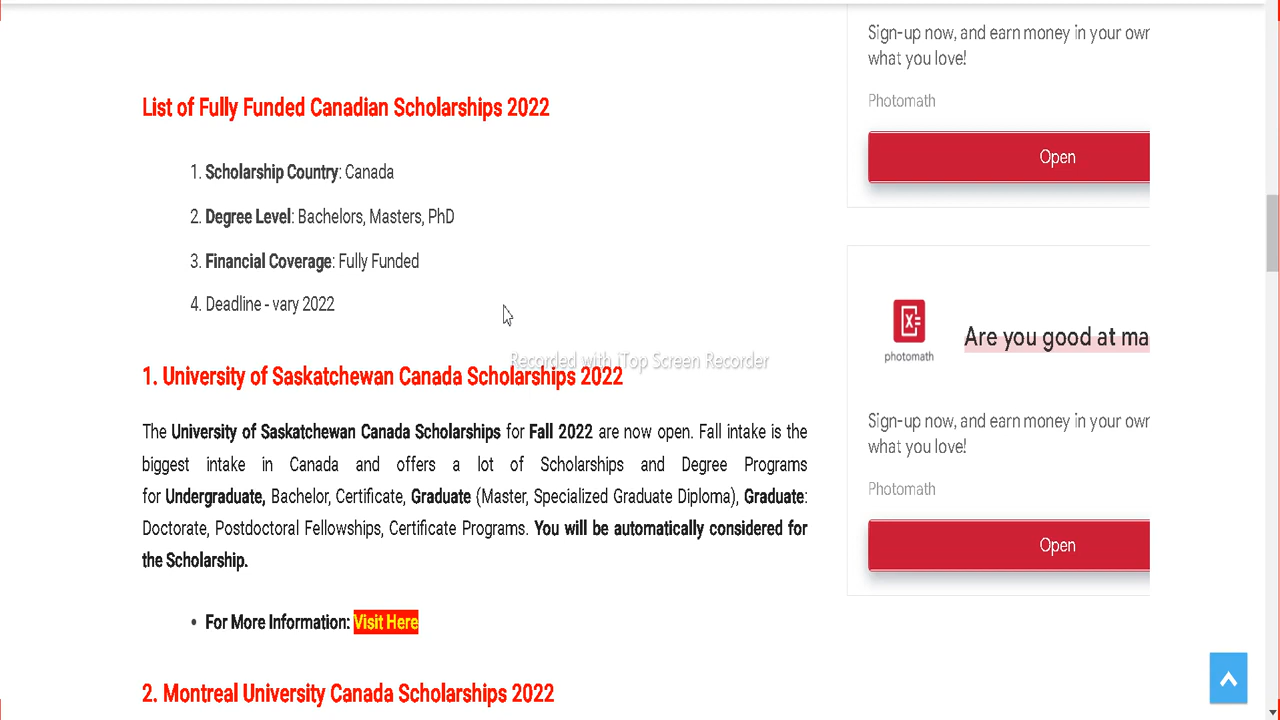 List of Fully Funded Canadian Scholarships 2022
1. Scholarship Country: Canada
2. Degree Level: Bachelors, Masters, PhD
3. Financial Coverage: Fully Funded
4. Deadline - vary 2022
Recorded with iTop Screen Recorder
1. University of Saskatchewan Canada Scholarships 2022
The University of Saskatchewan Canada Scholarships for Fall 2022 are now open. Fall intake is the
biggest intake in Canada and offers a lot of Scholarships and Degree Programs
for Undergraduate, Bachelor, Certificate, Graduate (Master, Specialized Graduate Diploma), Graduate:
Doctorate, Postdoctoral Fellowships, Certificate Programs. You will be automatically considered for
the Scholarship.
• For More Information: Visit Here
2. Montreal University Canada Scholarships 2022
Sign-up now, and earn money in your own
what you love!
Photomath
Open
photomath
Are you good at ma
Sign-up now, and earn money in your own
what you love!
Photomath
Open